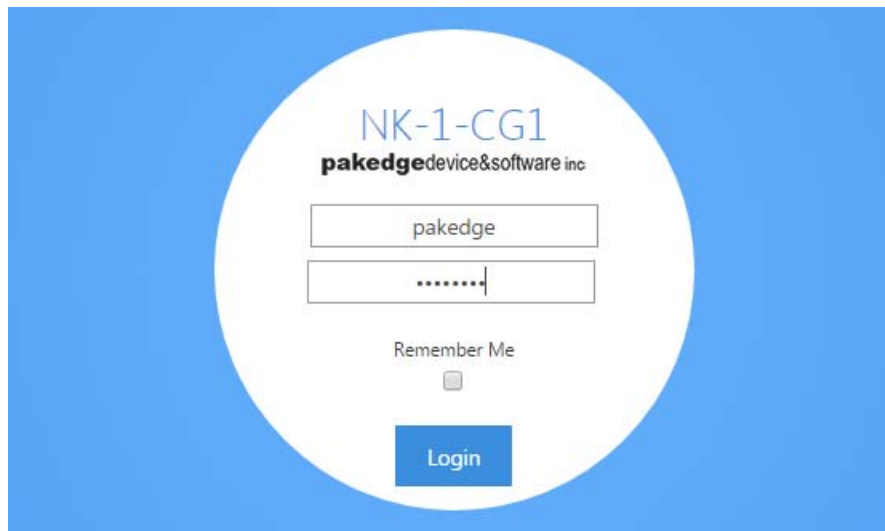 NK-1-CG1
pakedgedevice&software inc
pakedge
••••••••
Remember Me
Login